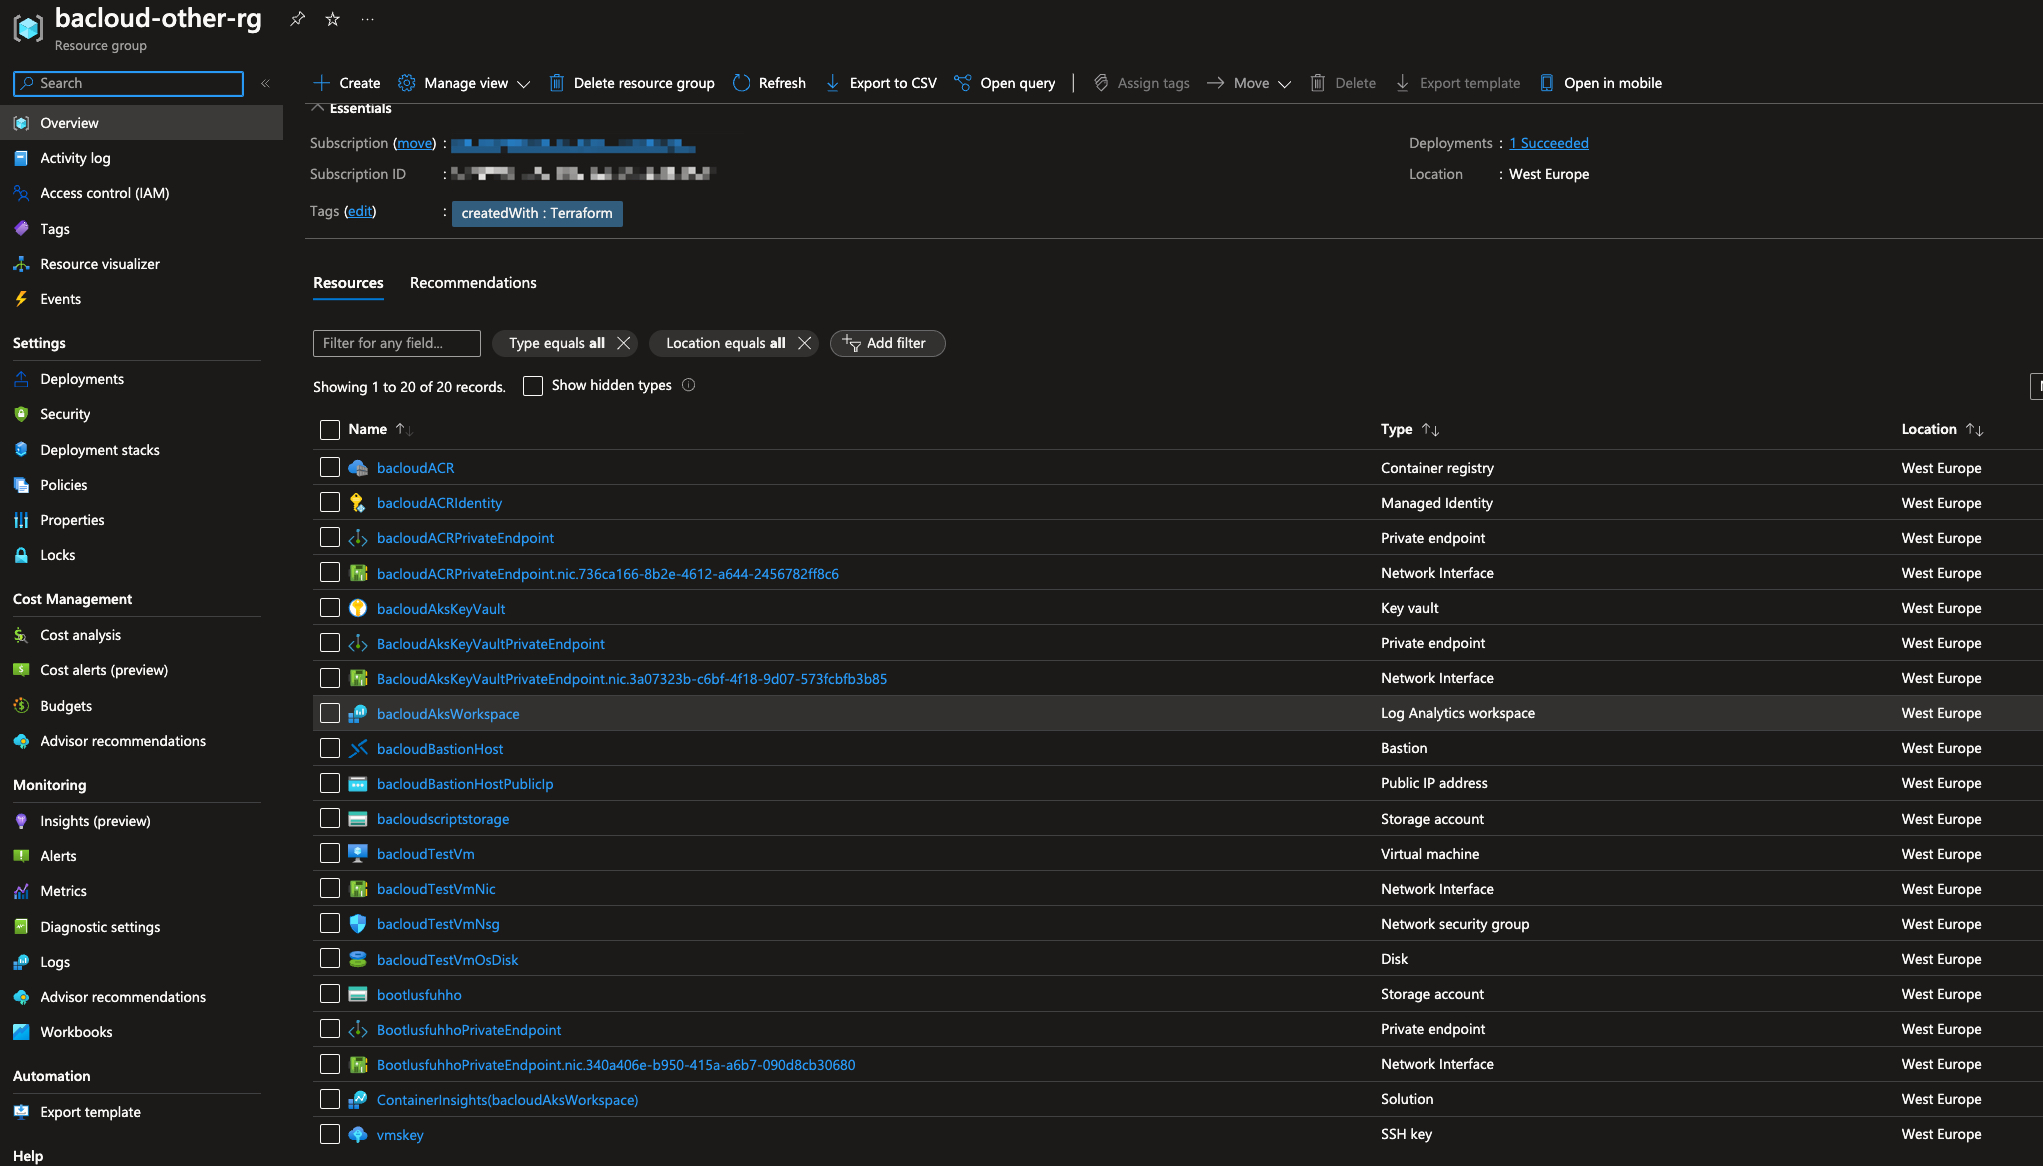 bacloud-other-rg
Resource group
Search
Create Manage view Delete resource group Refresh Export to CSV Open query Assign tags Move Delete Export template Open in mobile
Overview
Activity log
Access control (IAM)
Tags
Resource visualizer
Events
Settings
Deployments
Security
Deployment stacks
Policies
Properties
Locks
Cost Management
Cost analysis
Cost alerts (preview)
Budgets
Advisor recommendations
Monitoring
Insights (preview)
Alerts
Metrics
Diagnostic settings
Logs
Advisor recommendations
Workbooks
Automation
Export template
Help
Essentials
Subscription (move) :
Subscription ID :
Tags (edit) : createdWith : Terraform
Deployments : 1 Succeeded
Location : West Europe
Resources Recommendations
Filter for any field... Type equals all Location equals all Add filter
Showing 1 to 20 of 20 records. Show hidden types
Name Type Location
bacloudACR Container registry West Europe
bacloudACRIdentity Managed Identity West Europe
bacloudACRPrivateEndpoint Private endpoint West Europe
bacloudACRPrivateEndpoint.nic.736ca166-8b2e-4612-a644-2456782ff8c6 Network Interface West Europe
bacloudAksKeyVault Key vault West Europe
BacloudAksKeyVaultPrivateEndpoint Private endpoint West Europe
BacloudAksKeyVaultPrivateEndpoint.nic.3a07323b-c6bf-4f18-9d07-573fcbfb3b85 Network Interface West Europe
bacloudAksWorkspace Log Analytics workspace West Europe
bacloudBastionHost Bastion West Europe
bacloudBastionHostPublicIp Public IP address West Europe
bacloudscriptstorage Storage account West Europe
bacloudTestVm Virtual machine West Europe
bacloudTestVmNic Network Interface West Europe
bacloudTestVmNsg Network security group West Europe
bacloudTestVmOsDisk Disk West Europe
bootlusfuhho Storage account West Europe
BootlusfuhhoPrivateEndpoint Private endpoint West Europe
BootlusfuhhoPrivateEndpoint.nic.340a406e-b950-415a-a6b7-090d8cb30680 Network Interface West Europe
ContainerInsights(bacloudAksWorkspace) Solution West Europe
vmskey SSH key West Europe